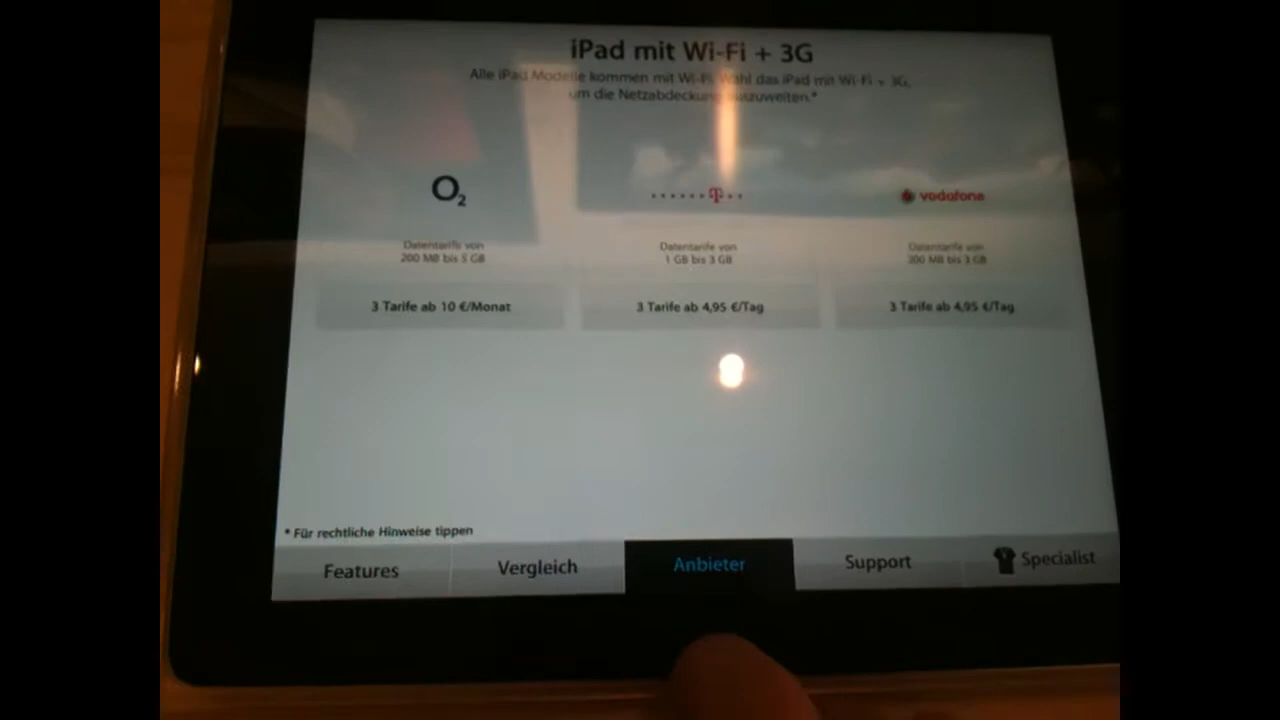 iPad mit Wi-Fi + 3G
Alle iPad Modelle kommen mit Wi-Fi. Wähl das iPad mit Wi-Fi + 3G,
um die Netzabdeckung auszuweiten.*
O2
T
vodafone
Datentarife von
200 MB bis 5 GB
Datentarife von
1 GB bis 3 GB
Datentarife von
300 MB bis 3 GB
3 Tarife ab 10 €/Monat
3 Tarife ab 4,95 €/Tag
3 Tarife ab 4,95 €/Tag
* Für rechtliche Hinweise tippen
Features
Vergleich
Anbieter
Support
Specialist